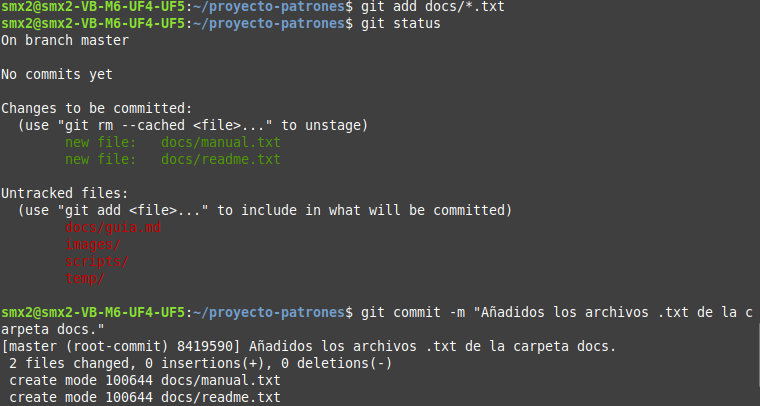 smx2@smx2-VB-M6-UF4-UF5:~/proyecto-patrones$ git add docs/*.txt
smx2@smx2-VB-M6-UF4-UF5:~/proyecto-patrones$ git status
On branch master
No commits yet
Changes to be committed:
(use "git rm --cached <file>..." to unstage)
new file:   docs/manual.txt
new file:   docs/readme.txt
Untracked files:
(use "git add <file>..." to include in what will be committed)
docs/guia.md
images/
scripts/
temp/
smx2@smx2-VB-M6-UF4-UF5:~/proyecto-patrones$ git commit -m "Añadidos los archivos .txt de la c
arpeta docs."
[master (root-commit) 8419590] Añadidos los archivos .txt de la carpeta docs.
2 files changed, 0 insertions(+), 0 deletions(-)
create mode 100644 docs/manual.txt
create mode 100644 docs/readme.txt